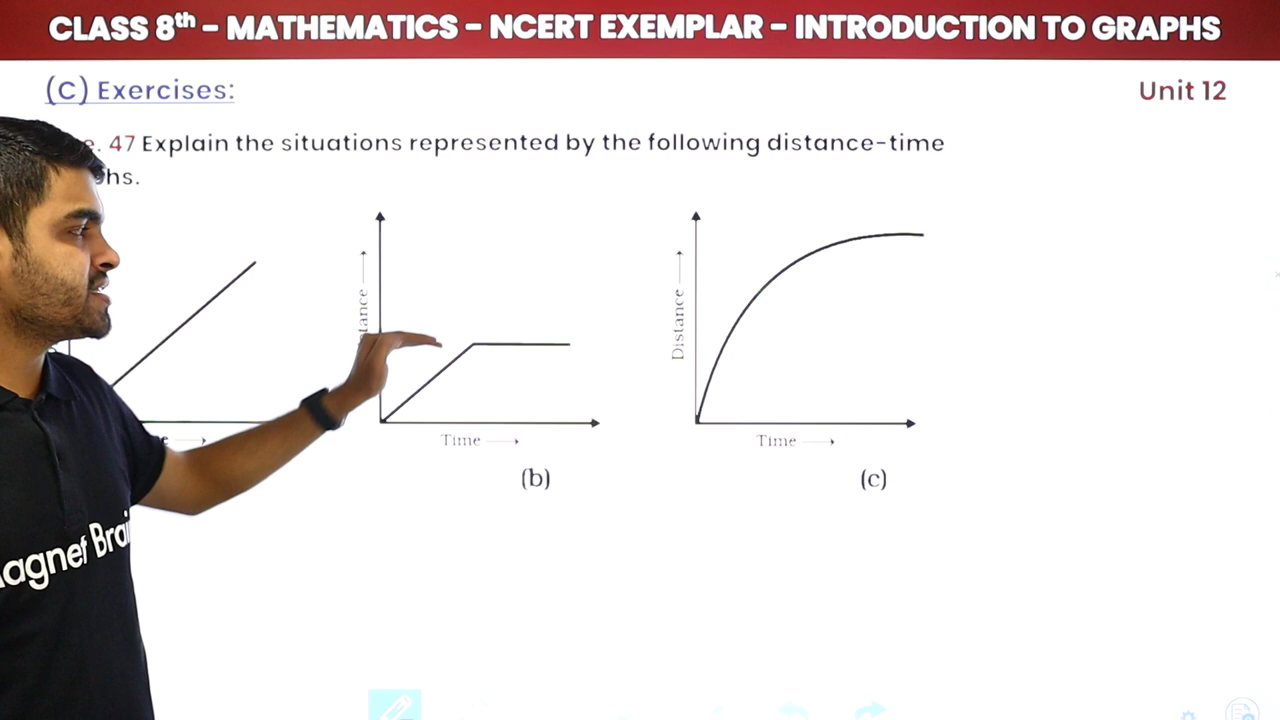 CLASS 8th - MATHEMATICS - NCERT EXEMPLAR - INTRODUCTION TO GRAPHS
(C) Exercises:
Unit 12
e. 47 Explain the situations represented by the following distance-time
hs.
Distance
Time
Time
(b)
(c)
agnet Brai